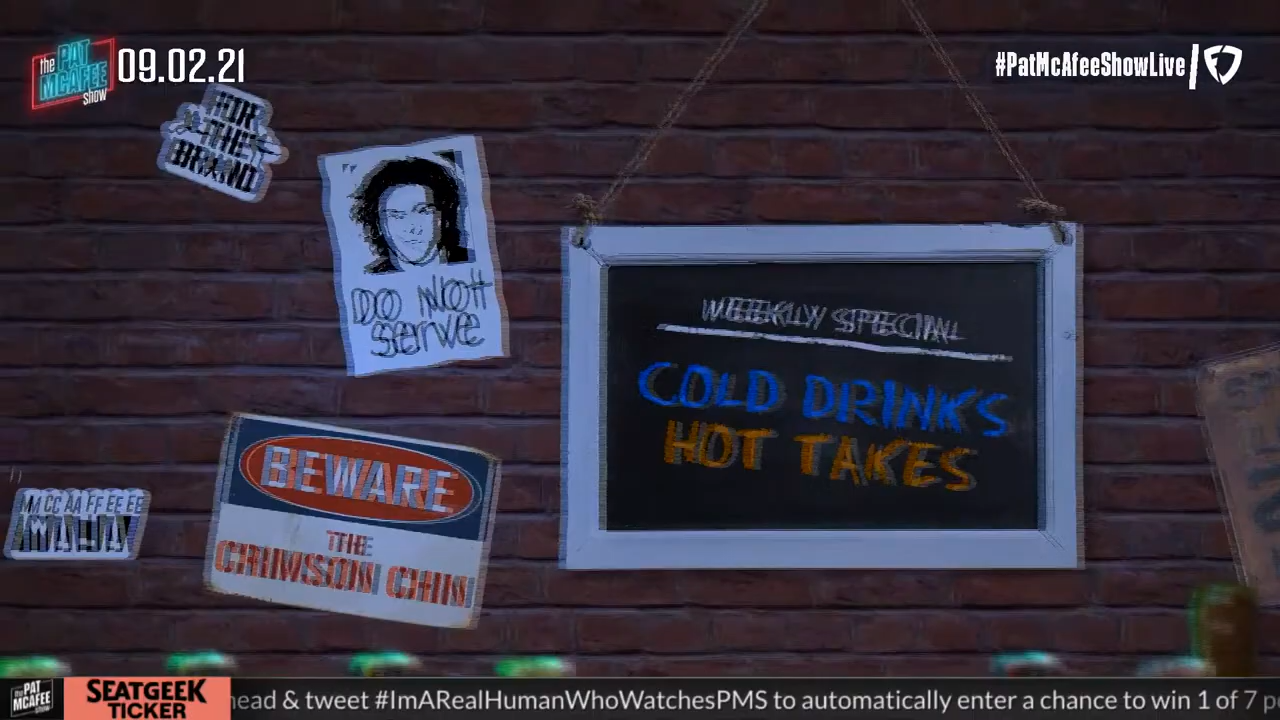 the PAT MCAFEE show
09.02.21
#PatMcAfeeShowLive
FOR THE BRAND
DO NOT
serve
WEEKLY SPECIAL
COLD DRINKS
HOT TAKES
BEWARE
THE
CRIMSON CHIN
MCAFEE
MAFIA
the PAT MCAFEE show
SEATGEEK
TICKER
head & tweet #ImARealHumanWhoWatchesPMS to automatically enter a chance to win 1 of 7